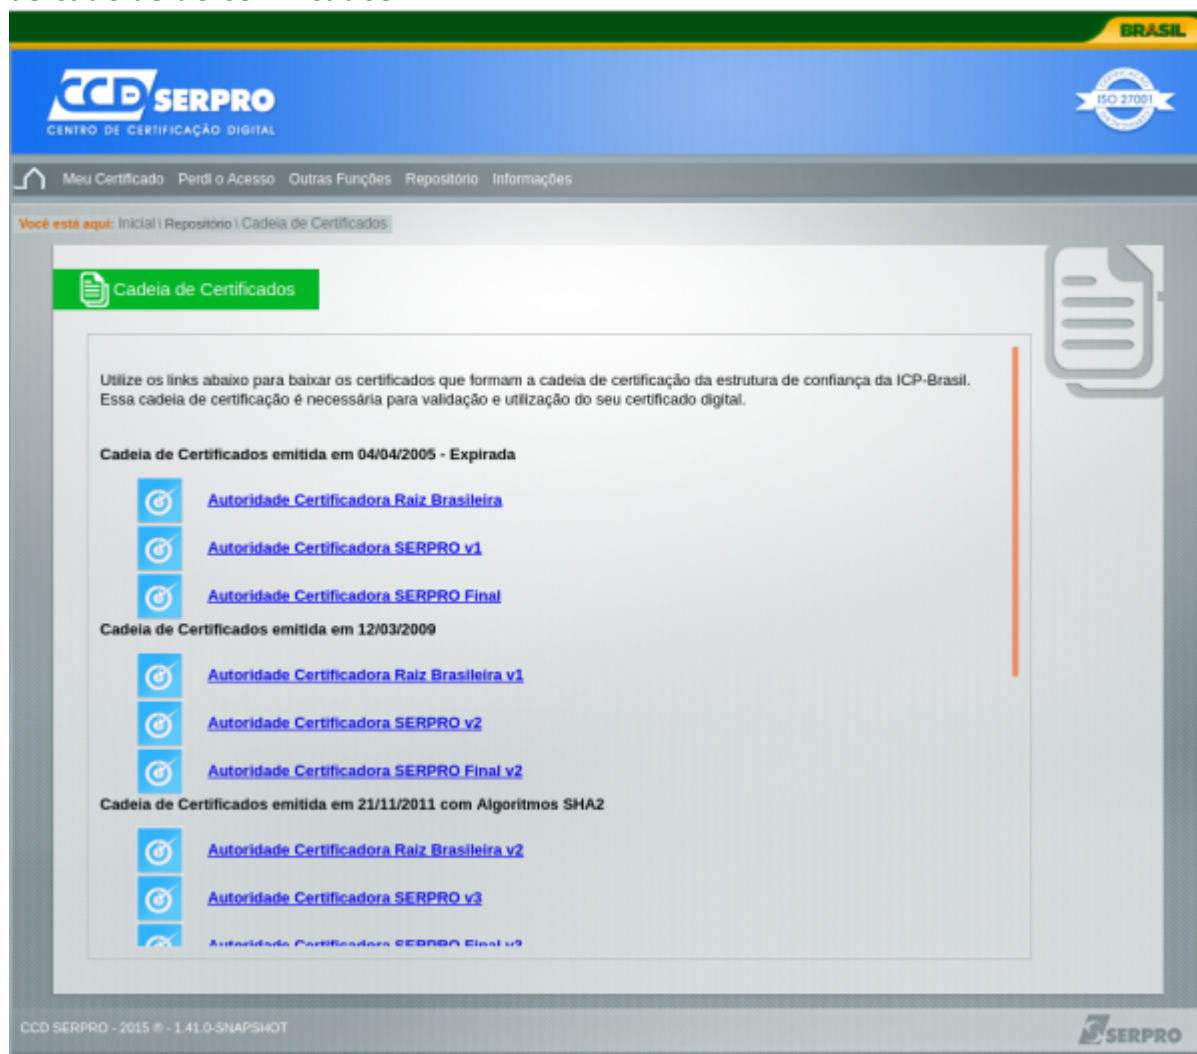 BRASIL
CCD SERPRO
CENTRO DE CERTIFICAÇÃO DIGITAL
CERTIFICAÇÃO
ISO 27001
CERTIFICAÇÃO
Meu Certificado Perdi o Acesso Outras Funções Repositório Informações
Você está aqui: Inicial \ Repositório \ Cadeia de Certificados
Cadeia de Certificados
Utilize os links abaixo para baixar os certificados que formam a cadeia de certificação da estrutura de confiança da ICP-Brasil.
Essa cadeia de certificação é necessária para validação e utilização do seu certificado digital.
Cadeia de Certificados emitida em 04/04/2005 - Expirada
Autoridade Certificadora Raiz Brasileira
Autoridade Certificadora SERPRO v1
Autoridade Certificadora SERPRO Final
Cadeia de Certificados emitida em 12/03/2009
Autoridade Certificadora Raiz Brasileira v1
Autoridade Certificadora SERPRO v2
Autoridade Certificadora SERPRO Final v2
Cadeia de Certificados emitida em 21/11/2011 com Algoritmos SHA2
Autoridade Certificadora Raiz Brasileira v2
Autoridade Certificadora SERPRO v3
Autoridade Certificadora SERPRO Final
CCD SERPRO - 2015 ® - 1.41.0-SNAPSHOT
SERPRO